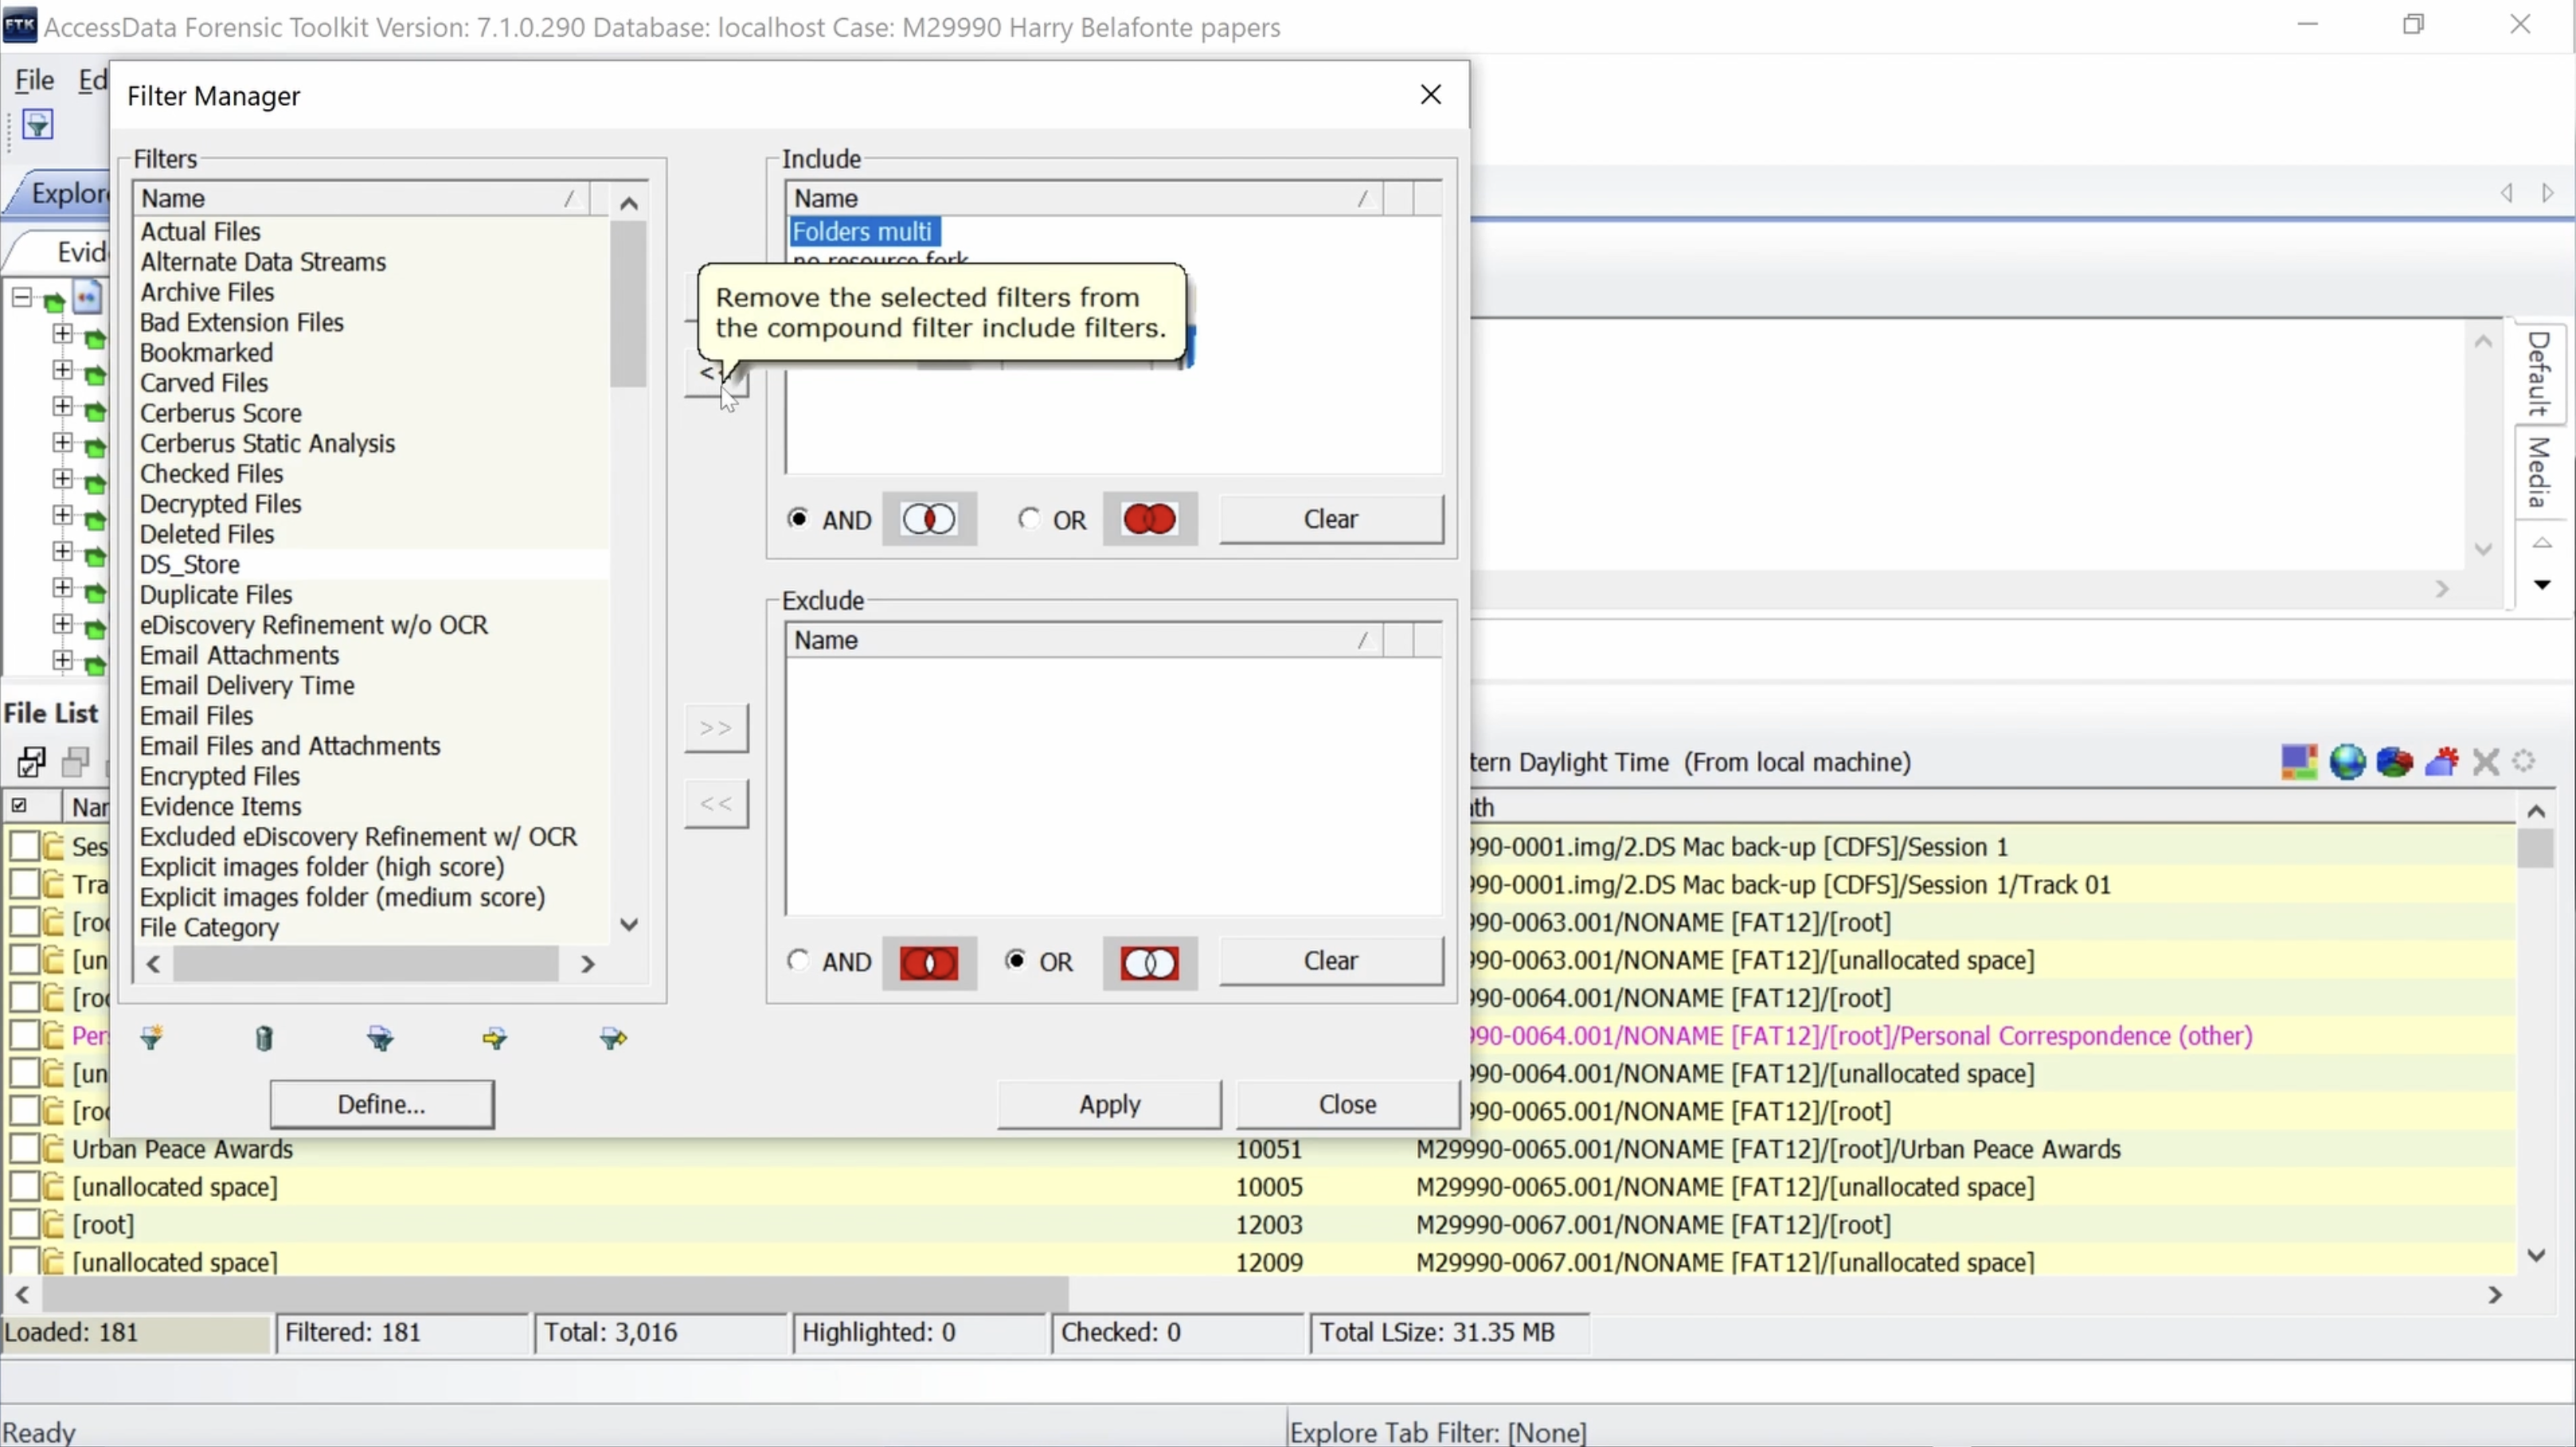 AccessData Forensic Toolkit Version: 7.1.0.290 Database: localhost Case: M29990 Harry Belafonte papers
File Ed
Filter Manager
Filters
Name
Actual Files
Alternate Data Streams
Archive Files
Bad Extension Files
Bookmarked
Carved Files
Cerberus Score
Cerberus Static Analysis
Checked Files
Decrypted Files
Deleted Files
DS_Store
Duplicate Files
eDiscovery Refinement w/o OCR
Email Attachments
Email Delivery Time
Email Files
Email Files and Attachments
Encrypted Files
Evidence Items
Excluded eDiscovery Refinement w/ OCR
Explicit images folder (high score)
Explicit images folder (medium score)
File Category
Define...
>>
<<
Include
Name
Folders multi
no resource fork
Remove the selected filters from
the compound filter include filters.
AND OR Clear
Exclude
Name
AND OR Clear
Apply Close
Explore
Evid
Default
Media
File List
tern Daylight Time (From local machine)
Nar ath
Ses 990-0001.img/2.DS Mac back-up [CDFS]/Session 1
Tra 990-0001.img/2.DS Mac back-up [CDFS]/Session 1/Track 01
[roo 990-0063.001/NONAME [FAT12]/[root]
[un 990-0063.001/NONAME [FAT12]/[unallocated space]
[roo 990-0064.001/NONAME [FAT12]/[root]
Pers 990-0064.001/NONAME [FAT12]/[root]/Personal Correspondence (other)
[un 990-0064.001/NONAME [FAT12]/[unallocated space]
[roo 990-0065.001/NONAME [FAT12]/[root]
Urban Peace Awards 10051 M29990-0065.001/NONAME [FAT12]/[root]/Urban Peace Awards
[unallocated space] 10005 M29990-0065.001/NONAME [FAT12]/[unallocated space]
[root] 12003 M29990-0067.001/NONAME [FAT12]/[root]
[unallocated space] 12009 M29990-0067.001/NONAME [FAT12]/[unallocated space]
Loaded: 181 Filtered: 181 Total: 3,016 Highlighted: 0 Checked: 0 Total LSize: 31.35 MB
Ready Explore Tab Filter: [None]